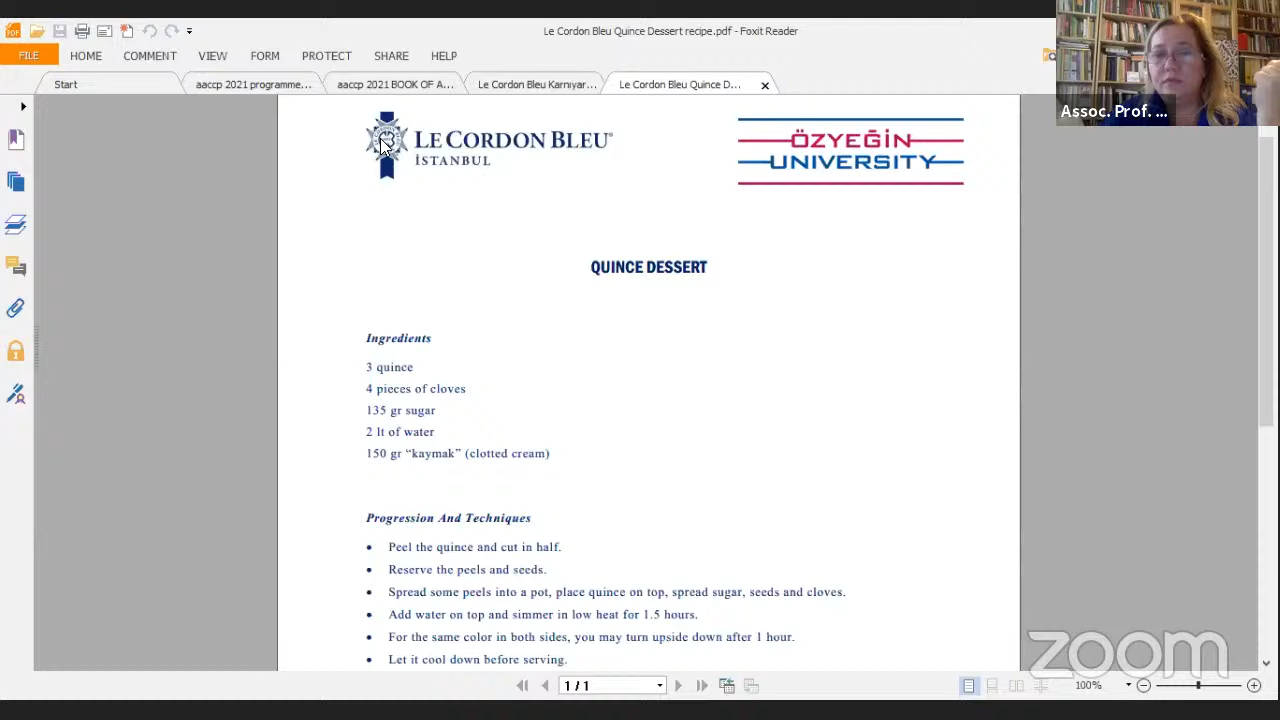 Le Cordon Bleu Quince Dessert recipe.pdf - Foxit Reader
FILE HOME COMMENT VIEW FORM PROTECT SHARE HELP
Start aaccp 2021 programme... aaccp 2021 BOOK OF A... Le Cordon Bleu Karnıyar... Le Cordon Bleu Quince D...
Assoc. Prof. ...
LE CORDON BLEU®
İSTANBUL
ÖZYEĞİN
UNIVERSITY
QUINCE DESSERT
Ingredients
3 quince
4 pieces of cloves
135 gr sugar
2 lt of water
150 gr “kaymak” (clotted cream)
Progression And Techniques
• Peel the quince and cut in half.
• Reserve the peels and seeds.
• Spread some peels into a pot, place quince on top, spread sugar, seeds and cloves.
• Add water on top and simmer in low heat for 1.5 hours.
• For the same color in both sides, you may turn upside down after 1 hour.
• Let it cool down before serving.
zoom
1 / 1
100%